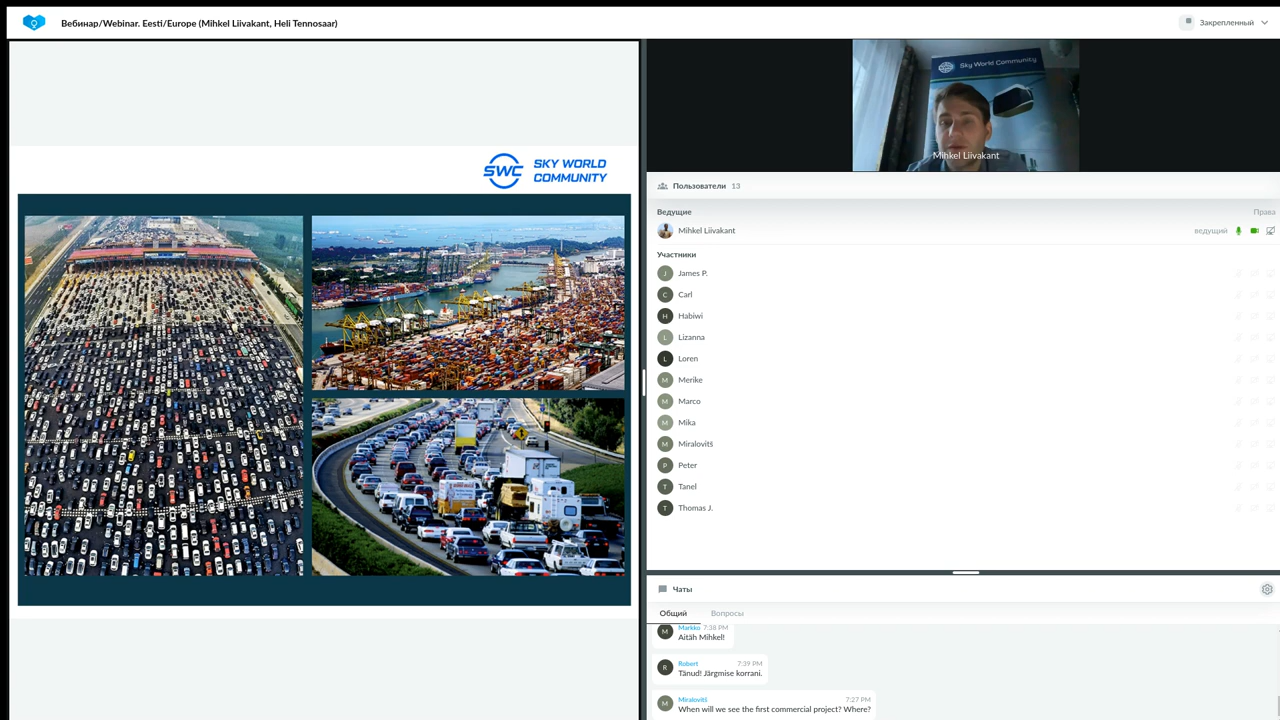 Вебинар/Webinar. Eesti/Europe (Mihkel Liivakant, Heli Tennosaar)
Закрепленный
SWC SKY WORLD
COMMUNITY
Sky World Community
Mihkel Liivakant
Пользователи 13
Ведущие Права
Mihkel Liivakant ведущий
Участники
J James P.
C Carl
H Habiwi
L Lizanna
L Loren
M Merike
M Marco
M Mika
M Miralovitš
P Peter
T Tanel
T Thomas J.
Чаты
Общий Вопросы
M Markko 7:38 PM
Aitäh Mihkel!
R Robert 7:39 PM
Tänud! Järgmise korrani.
M Miralovitš 7:27 PM
When will we see the first commercial project? Where?